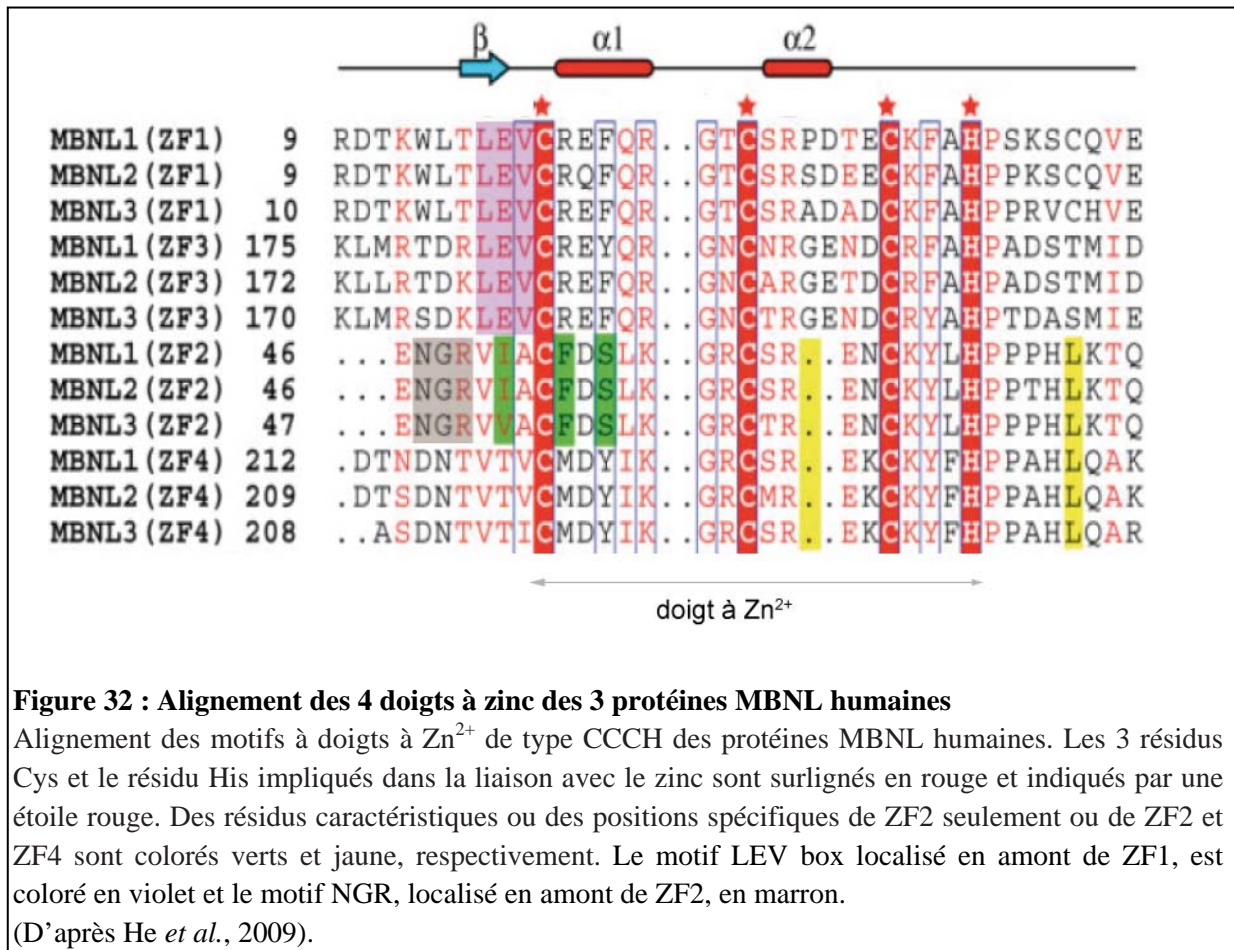 β α1 α2
MBNL1(ZF1) 9 RDTKWLTLEVCREFQR..GTCSRPDTECKFAHPSKSCQVE
MBNL2(ZF1) 9 RDTKWLTLEVCRQFQR..GTCSRSDEECKFAHPPKSCQVE
MBNL3(ZF1) 10 RDTKWLTLEVCREFQR..GTCSRADADCKFAHPPRVCHVE
MBNL1(ZF3) 175 KLMRTDRLEVCREYQR..GNCNRGENDCRFAHPADSTMID
MBNL2(ZF3) 172 KLLRTDKLEVCREFQR..GNCARGETDCRFAHPADSTMID
MBNL3(ZF3) 170 KLMRSDKLEVCREFQR..GNCTRGENDCRYAHPTDASMIE
MBNL1(ZF2) 46 ...ENGRVIACFDSLK..GRCSR..ENCKYLHPPPHLKTQ
MBNL2(ZF2) 46 ...ENGRVIACFDSLK..GRCSR..ENCKYLHPPTHLKTQ
MBNL3(ZF2) 47 ...ENGRVVACFDSLK..GRCTR..ENCKYLHPPPHLKTQ
MBNL1(ZF4) 212 .DTNDNTVTVCMDYIK..GRCSR..EKCKYFHPPAHLQAK
MBNL2(ZF4) 209 .DTSDNTVTVCMDYIK..GRCMR..EKCKYFHPPAHLQAK
MBNL3(ZF4) 208 ..ASDNTVTICMDYIK..GRCSR..EKCKYFHPPAHLQAR
doigt à Zn²⁺
Figure 32 : Alignement des 4 doigts à zinc des 3 protéines MBNL humaines
Alignement des motifs à doigts à Zn²⁺ de type CCCH des protéines MBNL humaines. Les 3 résidus
Cys et le résidu His impliqués dans la liaison avec le zinc sont surlignés en rouge et indiqués par une
étoile rouge. Des résidus caractéristiques ou des positions spécifiques de ZF2 seulement ou de ZF2 et
ZF4 sont colorés verts et jaune, respectivement. Le motif LEV box localisé en amont de ZF1, est
coloré en violet et le motif NGR, localisé en amont de ZF2, en marron.
(D'après He et al., 2009).